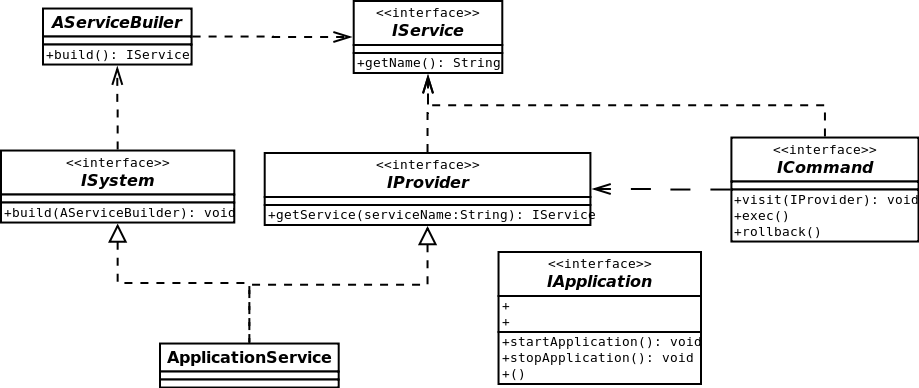 AServiceBuiler
+build(): IService
<<interface>>
IService
+getName(): String
<<interface>>
ISystem
+build(AServiceBuilder): void
<<interface>>
IProvider
+getService(serviceName:String): IService
<<interface>>
ICommand
+visit(IProvider): void
+exec()
+rollback()
<<interface>>
IApplication
+
+
+startApplication(): void
+stopApplication(): void
+()
ApplicationService